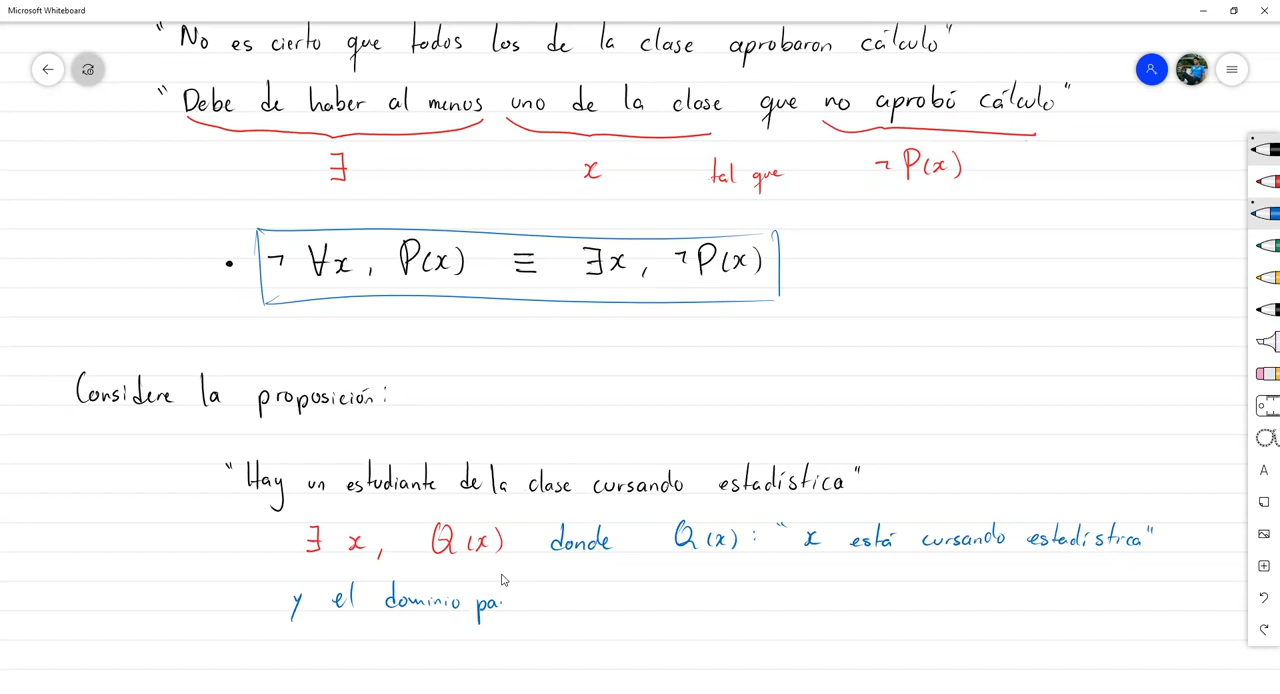 Microsoft Whiteboard
"No es cierto que todos los de la clase aprobaron cálculo"
"Debe de haber al menos uno de la clase que no aprobó cálculo"
∃ x tal que ¬P(x)
• ¬∀x, P(x) ≡ ∃x, ¬P(x)
Considere la proposición:
"Hay un estudiante de la clase cursando estadística"
∃ x, Q(x) donde Q(x): "x está cursando estadística"
y el dominio pa